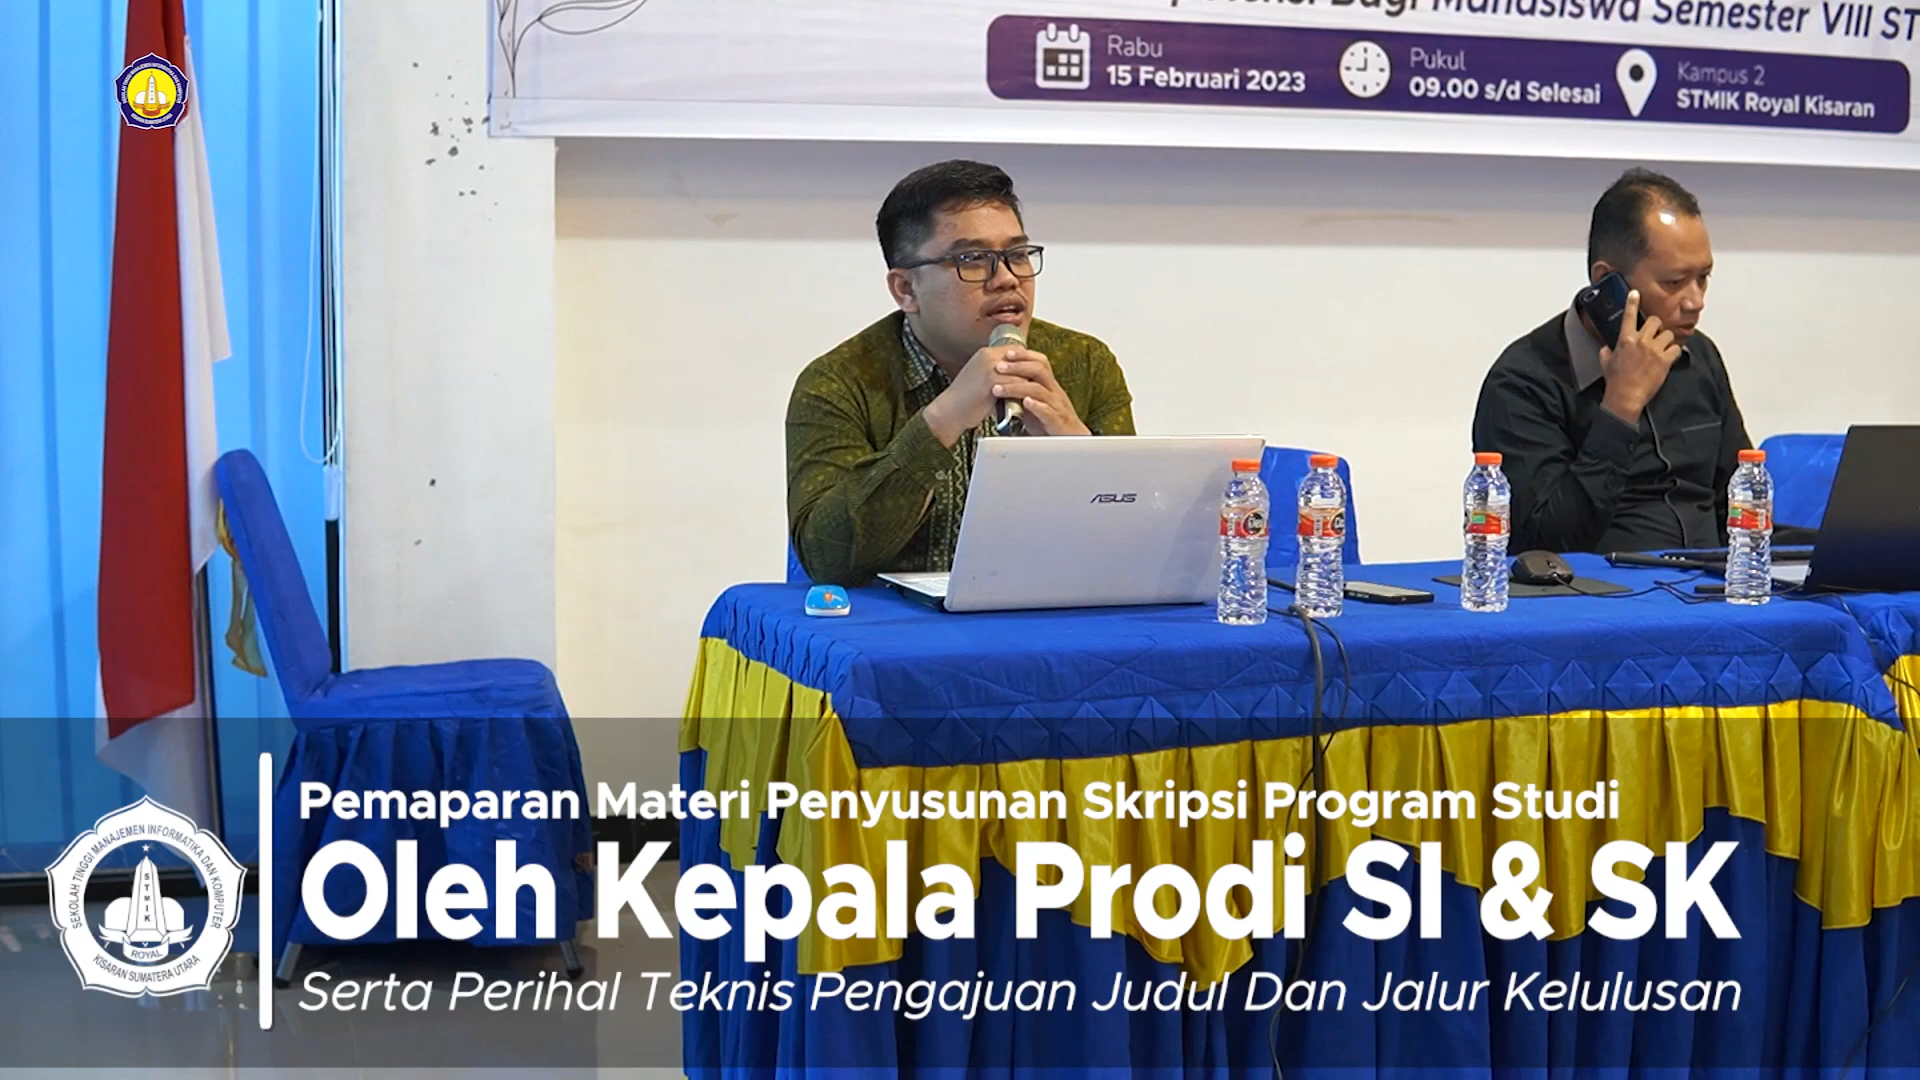 Bagi Mahasiswa Semester VIII ST
Rabu
15 Februari 2023
Pukul
09.00 s/d Selesai
Kampus 2
STMIK Royal Kisaran
ASUS
Pemaparan Materi Penyusunan Skripsi Program Studi
Oleh Kepala Prodi SI & SK
Serta Perihal Teknis Pengajuan Judul Dan Jalur Kelulusan
SEKOLAH TINGGI MANAJEMEN INFORMATIKA DAN KOMPUTER
STMIK
ROYAL
KISARAN SUMATERA UTARA